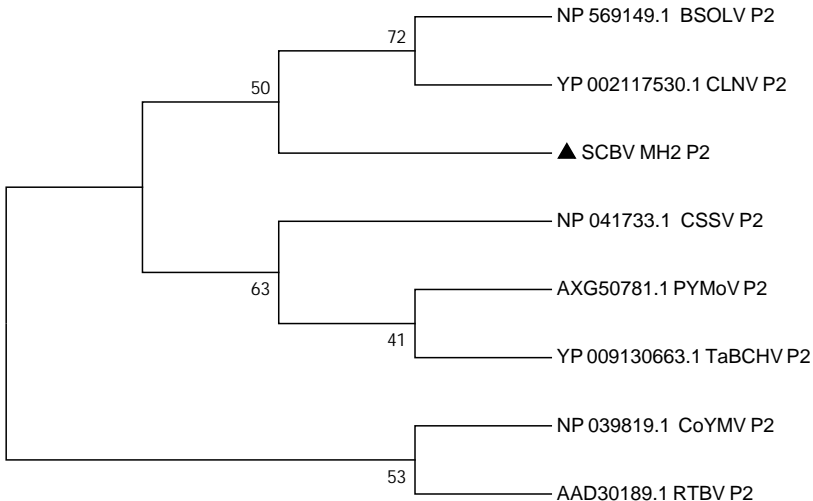 NP 569149.1 BSOLV P2
72
YP 002117530.1 CLNV P2
50
SCBV MH2 P2
NP 041733.1 CSSV P2
63
AXG50781.1 PYMoV P2
41
YP 009130663.1 TaBCHV P2
NP 039819.1 CoYMV P2
53
AAD30189.1 RTBV P2